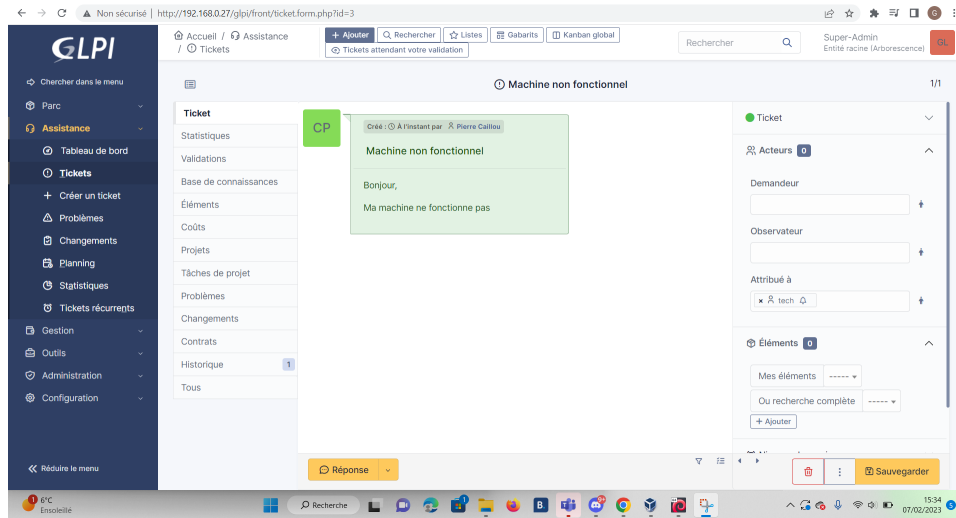 Non sécurisé | http://192.168.0.27/glpi/front/ticket.form.php?id=3
GLPI
Chercher dans le menu
Parc
Assistance
Tableau de bord
Tickets
Créer un ticket
Problèmes
Changements
Planning
Statistiques
Tickets récurrents
Gestion
Outils
Administration
Configuration
Réduire le menu
Accueil / Assistance
/ Tickets
+ Ajouter
Rechercher
Listes
Gabarits
Kanban global
Tickets attendant votre validation
Rechercher
Super-Admin
Entité racine (Arborescence)
GL
Machine non fonctionnel
1/1
Ticket
Statistiques
Validations
Base de connaissances
Éléments
Coûts
Projets
Tâches de projet
Problèmes
Changements
Contrats
Historique 1
Tous
CP
Créé : À l'instant par Pierre Caillou
Machine non fonctionnel
Bonjour,
Ma machine ne fonctionne pas
Réponse
Ticket
Acteurs 0
Demandeur
Observateur
Attribué à
× tech
Éléments 0
Mes éléments -----
Ou recherche complète -----
+ Ajouter
Sauvegarder
6°C
Ensoleillé
Recherche
15:34
07/02/2023